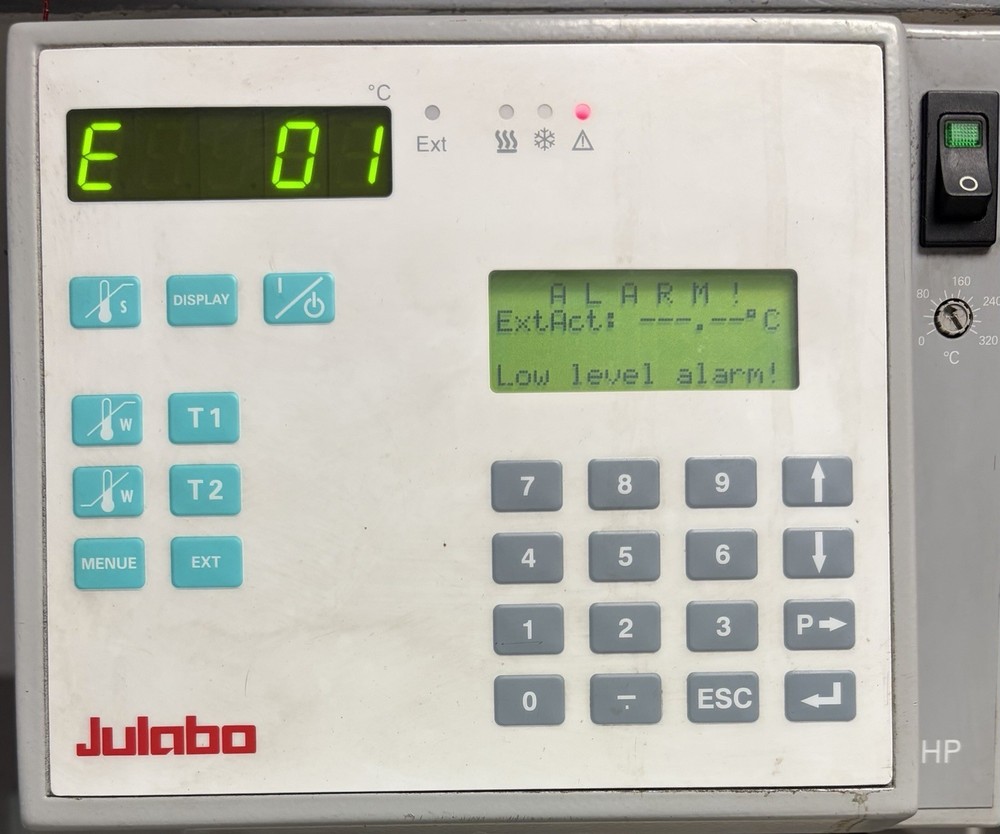 °C
E 01
Ext
S
DISPLAY
I
A L A R M !
ExtAct: ---.--°C
Low level alarm!
W
T1
W
T2
MENUE
EXT
7 8 9
4 5 6
1 2 3 P
0 -. ESC
Julabo
O
160
80
240
0
320
°C
HP